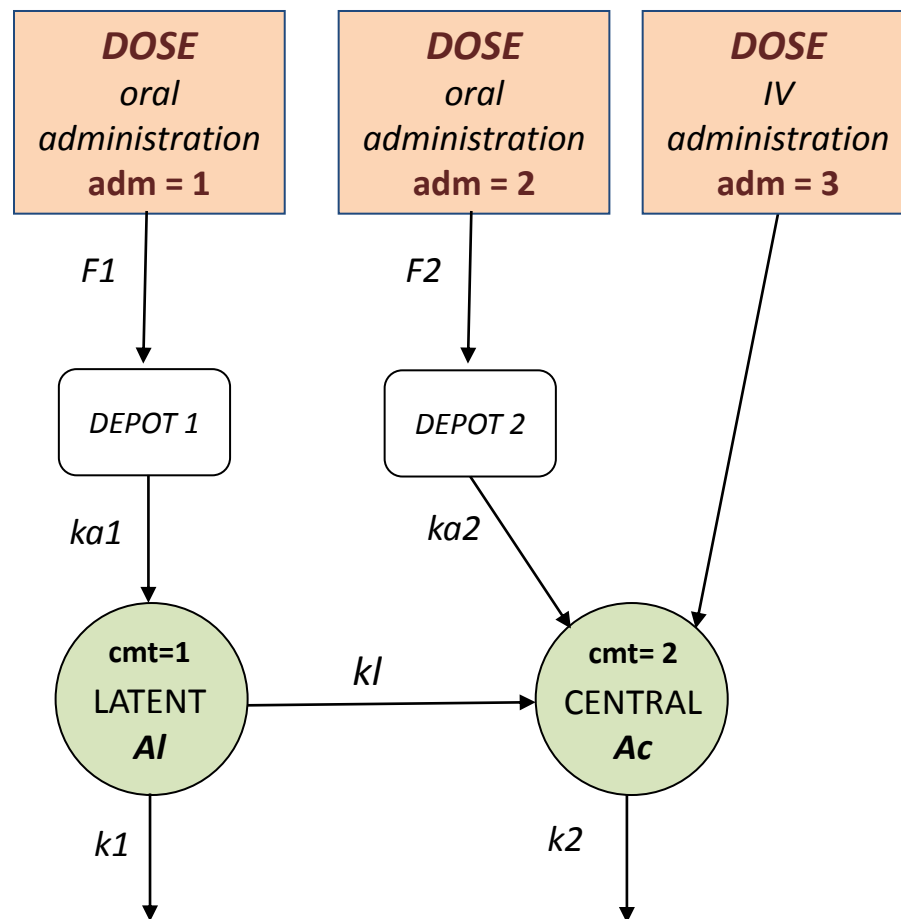 DOSE
oral
administration
adm = 1
DOSE
oral
administration
adm = 2
DOSE
IV
administration
adm = 3
F1
F2
DEPOT 1
DEPOT 2
ka1
ka2
cmt=1
LATENT
Al
kl
cmt= 2
CENTRAL
Ac
k1
k2